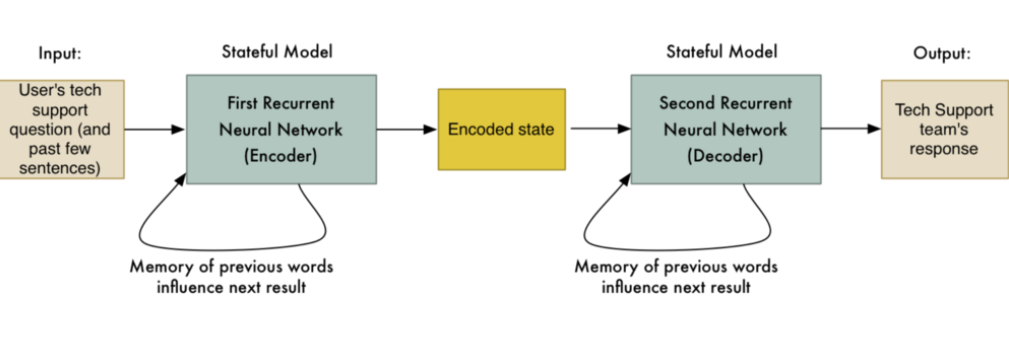 Input:
User's tech
support
question (and
past few
sentences)
Stateful Model
First Recurrent
Neural Network
(Encoder)
Memory of previous words
influence next result
Encoded state
Stateful Model
Second Recurrent
Neural Network
(Decoder)
Memory of previous words
influence next result
Output:
Tech Support
team's
response